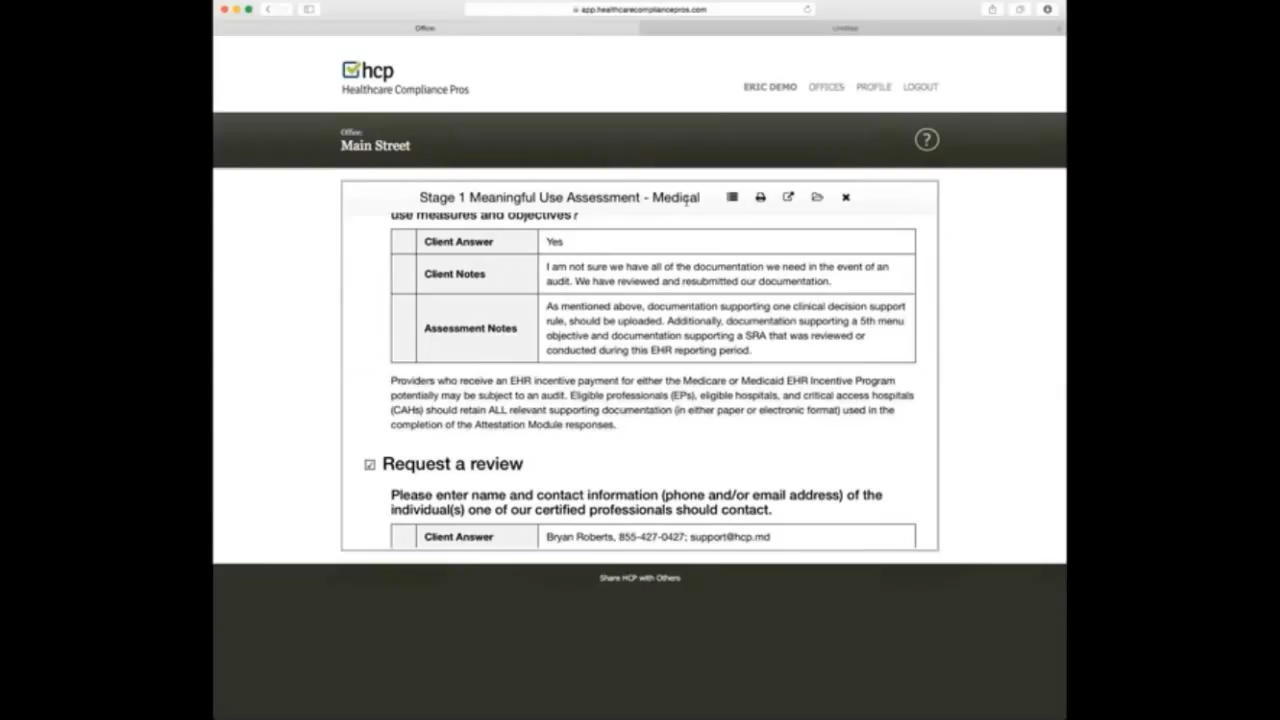 app.healthcarecompliancepros.com
Office
Untitled
hcp
Healthcare Compliance Pros
ERIC DEMO OFFICES PROFILE LOGOUT
Office:
Main Street
?
Stage 1 Meaningful Use Assessment - Medical
use measures and objectives?
Client Answer Yes
Client Notes I am not sure we have all of the documentation we need in the event of an
audit. We have reviewed and resubmitted our documentation.
Assessment Notes As mentioned above, documentation supporting one clinical decision support
rule, should be uploaded. Additionally, documentation supporting a 5th menu
objective and documentation supporting a SRA that was reviewed or
conducted during this EHR reporting period.
Providers who receive an EHR incentive payment for either the Medicare or Medicaid EHR Incentive Program
potentially may be subject to an audit. Eligible professionals (EPs), eligible hospitals, and critical access hospitals
(CAHs) should retain ALL relevant supporting documentation (in either paper or electronic format) used in the
completion of the Attestation Module responses.
Request a review
Please enter name and contact information (phone and/or email address) of the
individual(s) one of our certified professionals should contact.
Client Answer Bryan Roberts, 855-427-0427; support@hcp.md
Share HCP with Others